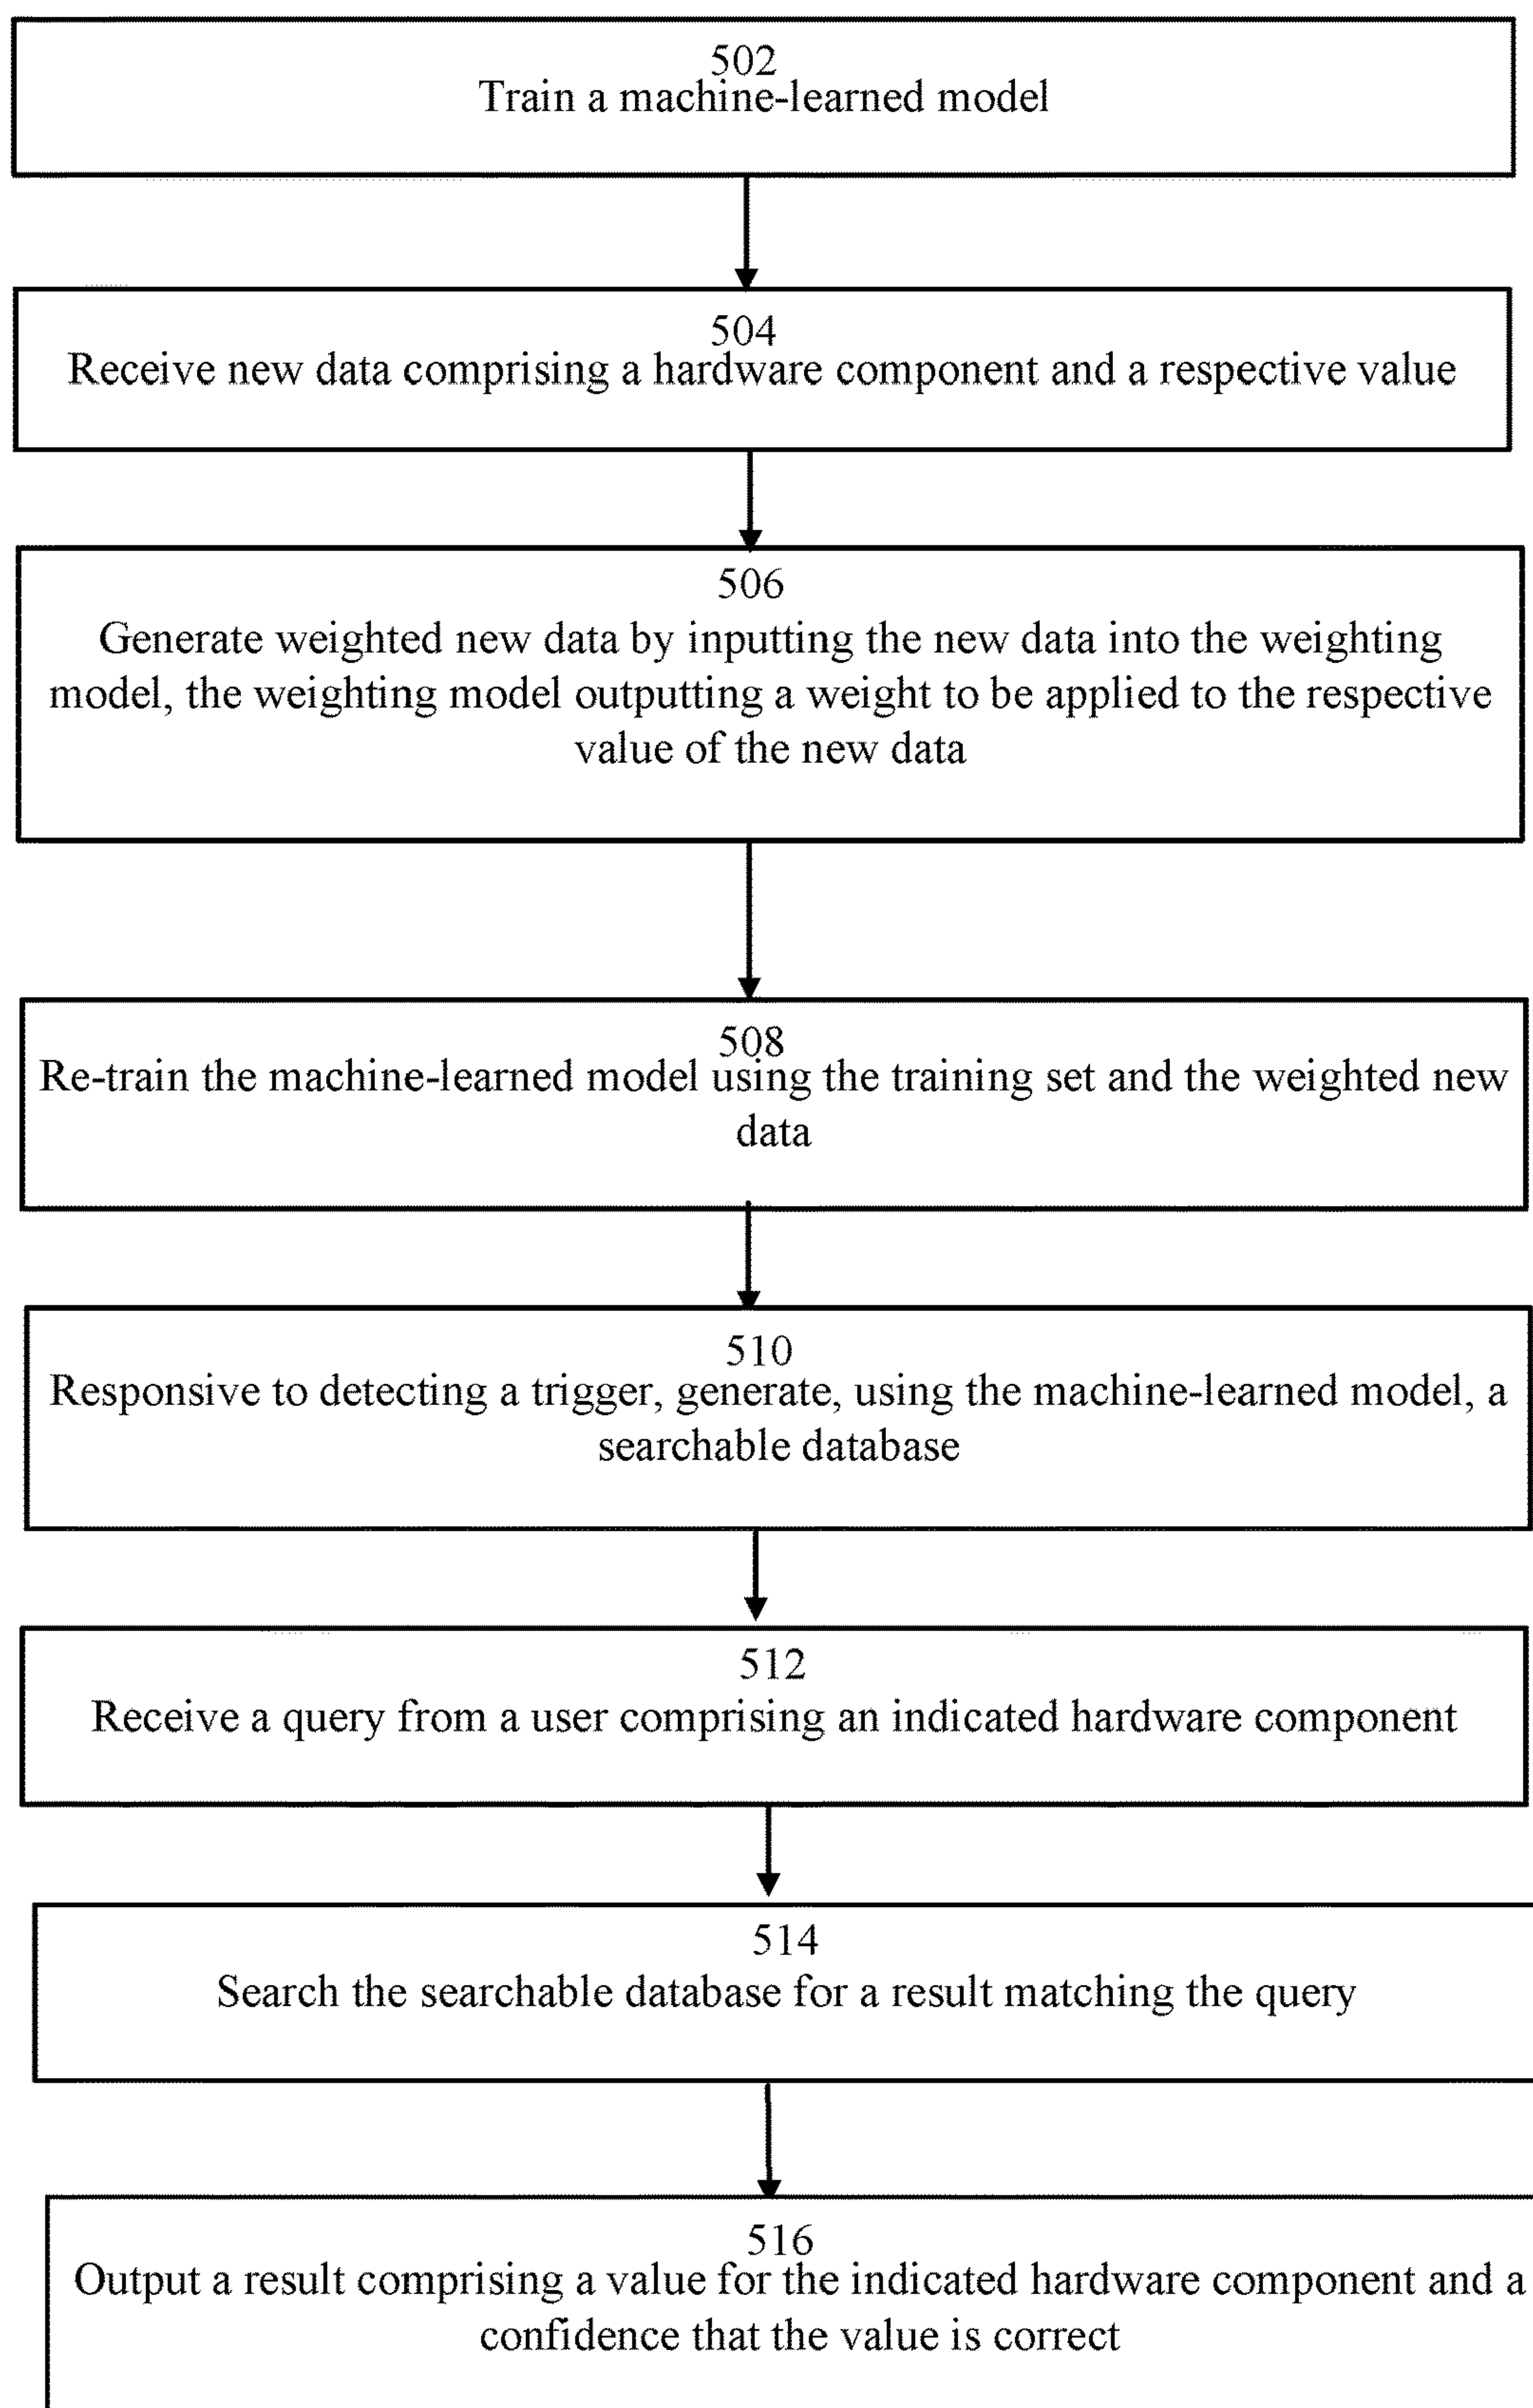 502
Train a machine-learned model
504
Receive new data comprising a hardware component and a respective value
506
Generate weighted new data by inputting the new data into the weighting
model, the weighting model outputting a weight to be applied to the respective
value of the new data
508
Re-train the machine-learned model using the training set and the weighted new
data
510
Responsive to detecting a trigger, generate, using the machine-learned model, a
searchable database
512
Receive a query from a user comprising an indicated hardware component
514
Search the searchable database for a result matching the query
516
Output a result comprising a value for the indicated hardware component and a
confidence that the value is correct